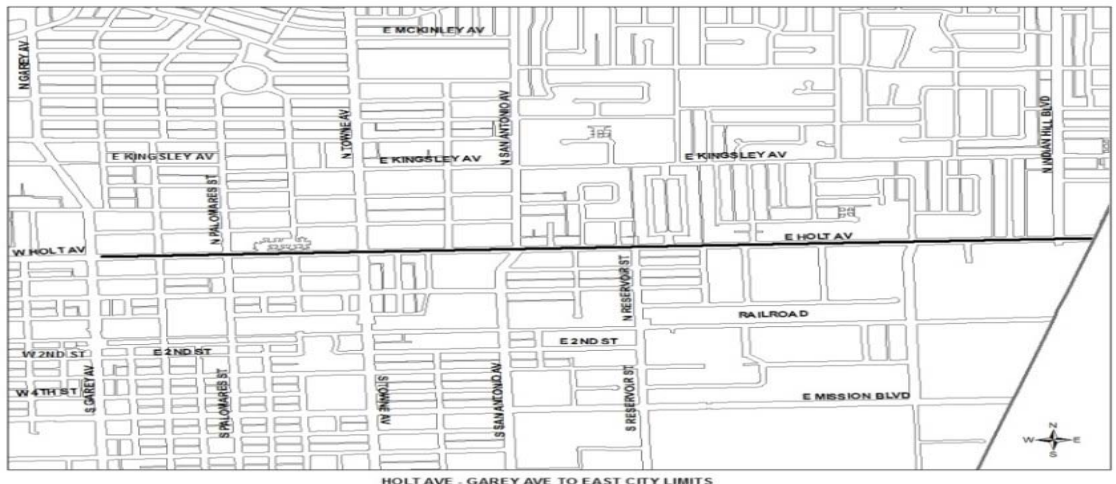 E MCKINLEY AV
N GAREY AV
N TOWNE AV
N SAN ANTONIO AV
N INDIAN HILL BLVD
E KINGSLEY AV
E KINGSLEY AV
E KINGSLEY AV
N PALOMARES ST
W HOLT AV
E HOLT AV
N RESERVOIR ST
RAILROAD
W 2ND ST
E 2ND ST
E 2ND ST
W 4TH ST
S GAREY AV
S PALOMARES ST
S TOWNE AV
S SAN ANTONIO AV
S RESERVOIR ST
E MISSION BLVD
N
W E
S
HOLT AVE - GAREY AVE TO EAST CITY LIMITS